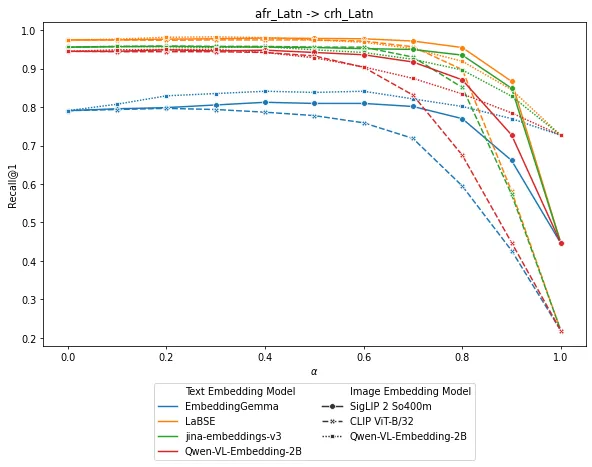 afr_Latn -> crh_Latn
1.0
0.9
0.8
0.7
0.6
0.5
0.4
0.3
0.2
Recall@1
0.0 0.2 0.4 0.6 0.8 1.0
α
Text Embedding Model
EmbeddingGemma
LaBSE
jina-embeddings-v3
Qwen-VL-Embedding-2B
Image Embedding Model
SigLIP 2 So400m
CLIP ViT-B/32
Qwen-VL-Embedding-2B